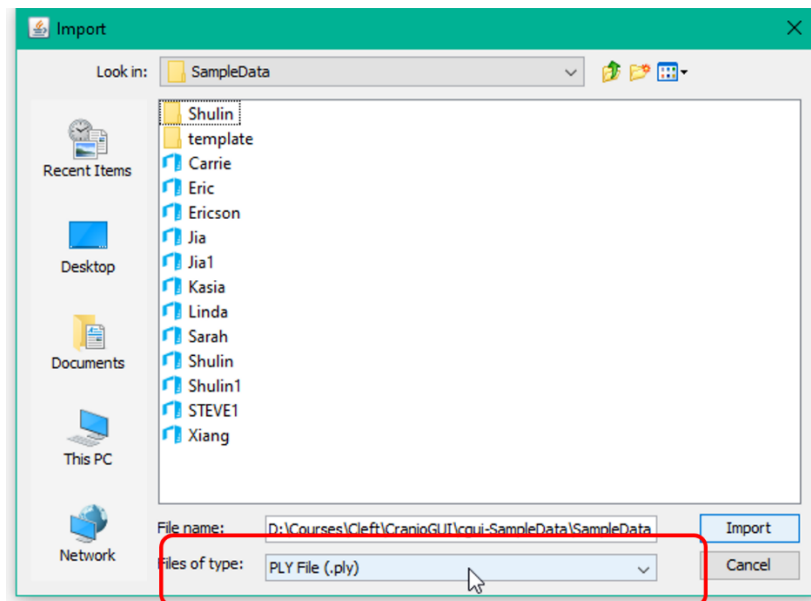 Import
Look in: SampleData
Recent Items
Desktop
Documents
This PC
Network
Shulin
template
Carrie
Eric
Ericson
Jia
Jia1
Kasia
Linda
Sarah
Shulin
Shulin1
STEVE1
Xiang
File name: D:\Courses\Cleft\CranioGUI\cgui-SampleData\SampleData Import
Files of type: PLY File (.ply) Cancel